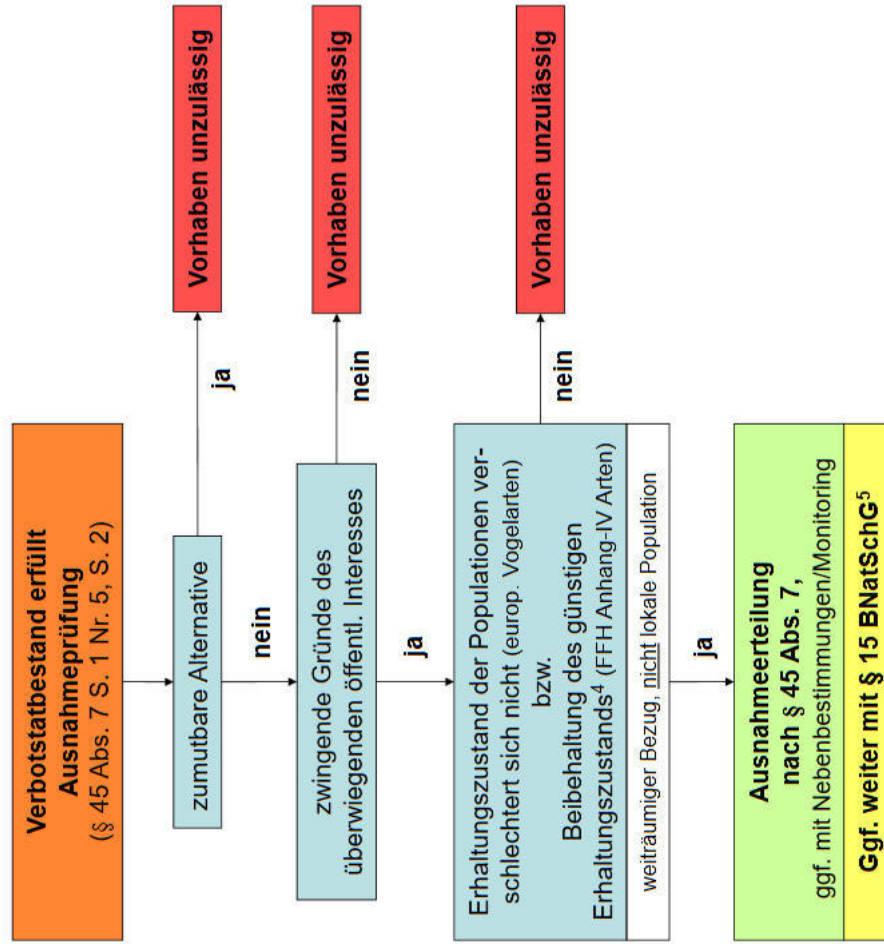 Verbotstatbestand erfüllt
Ausnahmeprüfung
(§ 45 Abs. 7 S. 1 Nr. 5, S. 2)
zumutbare Alternative
ja
Vorhaben unzulässig
nein
zwingende Gründe des
überwiegenden öffentl. Interesses
nein
Vorhaben unzulässig
ja
Erhaltungszustand der Populationen ver-
schlechtert sich nicht (europ. Vogelarten)
bzw.
Beibehaltung des günstigen
Erhaltungszustands⁴ (FFH Anhang-IV Arten)
weiträumiger Bezug, nicht lokale Population
nein
Vorhaben unzulässig
ja
Ausnahmeerteilung
nach § 45 Abs. 7,
ggf. mit Nebenbestimmungen/Monitoring
Ggf. weiter mit § 15 BNatSchG⁵